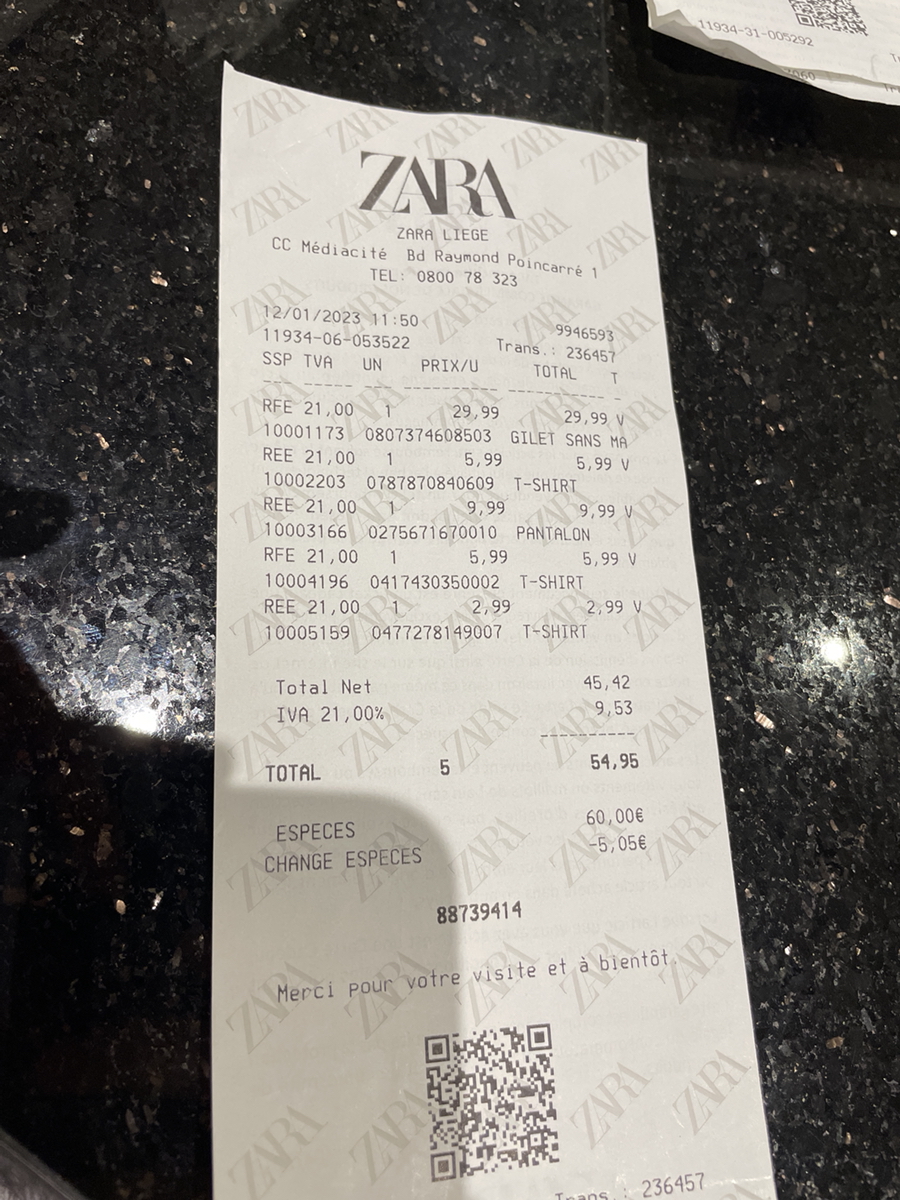 11934-31-005292
ZARA
ZARA LIEGE
CC Médiacité Bd Raymond Poincarré 1
TEL: 0800 78 323
12/01/2023 11:50 9946593
11934-06-053522 Trans.: 236457
SSP TVA UN PRIX/U TOTAL T
RFE 21,00 1 29,99 29,99 V
10001173 0807374608503 GILET SANS MA
REE 21,00 1 5,99 5,99 V
10002203 0787870840609 T-SHIRT
REE 21,00 1 9,99 9,99 V
10003166 0275671670010 PANTALON
RFE 21,00 1 5,99 5,99 V
10004196 0417430350002 T-SHIRT
REE 21,00 1 2,99 2,99 V
10005159 0477278149007 T-SHIRT
Total Net 45,42
IVA 21,00% 9,53
TOTAL 5 54,95
ESPECES 60,00€
CHANGE ESPECES -5,05€
88739414
Merci pour votre visite et à bientôt.
Trans.: 236457